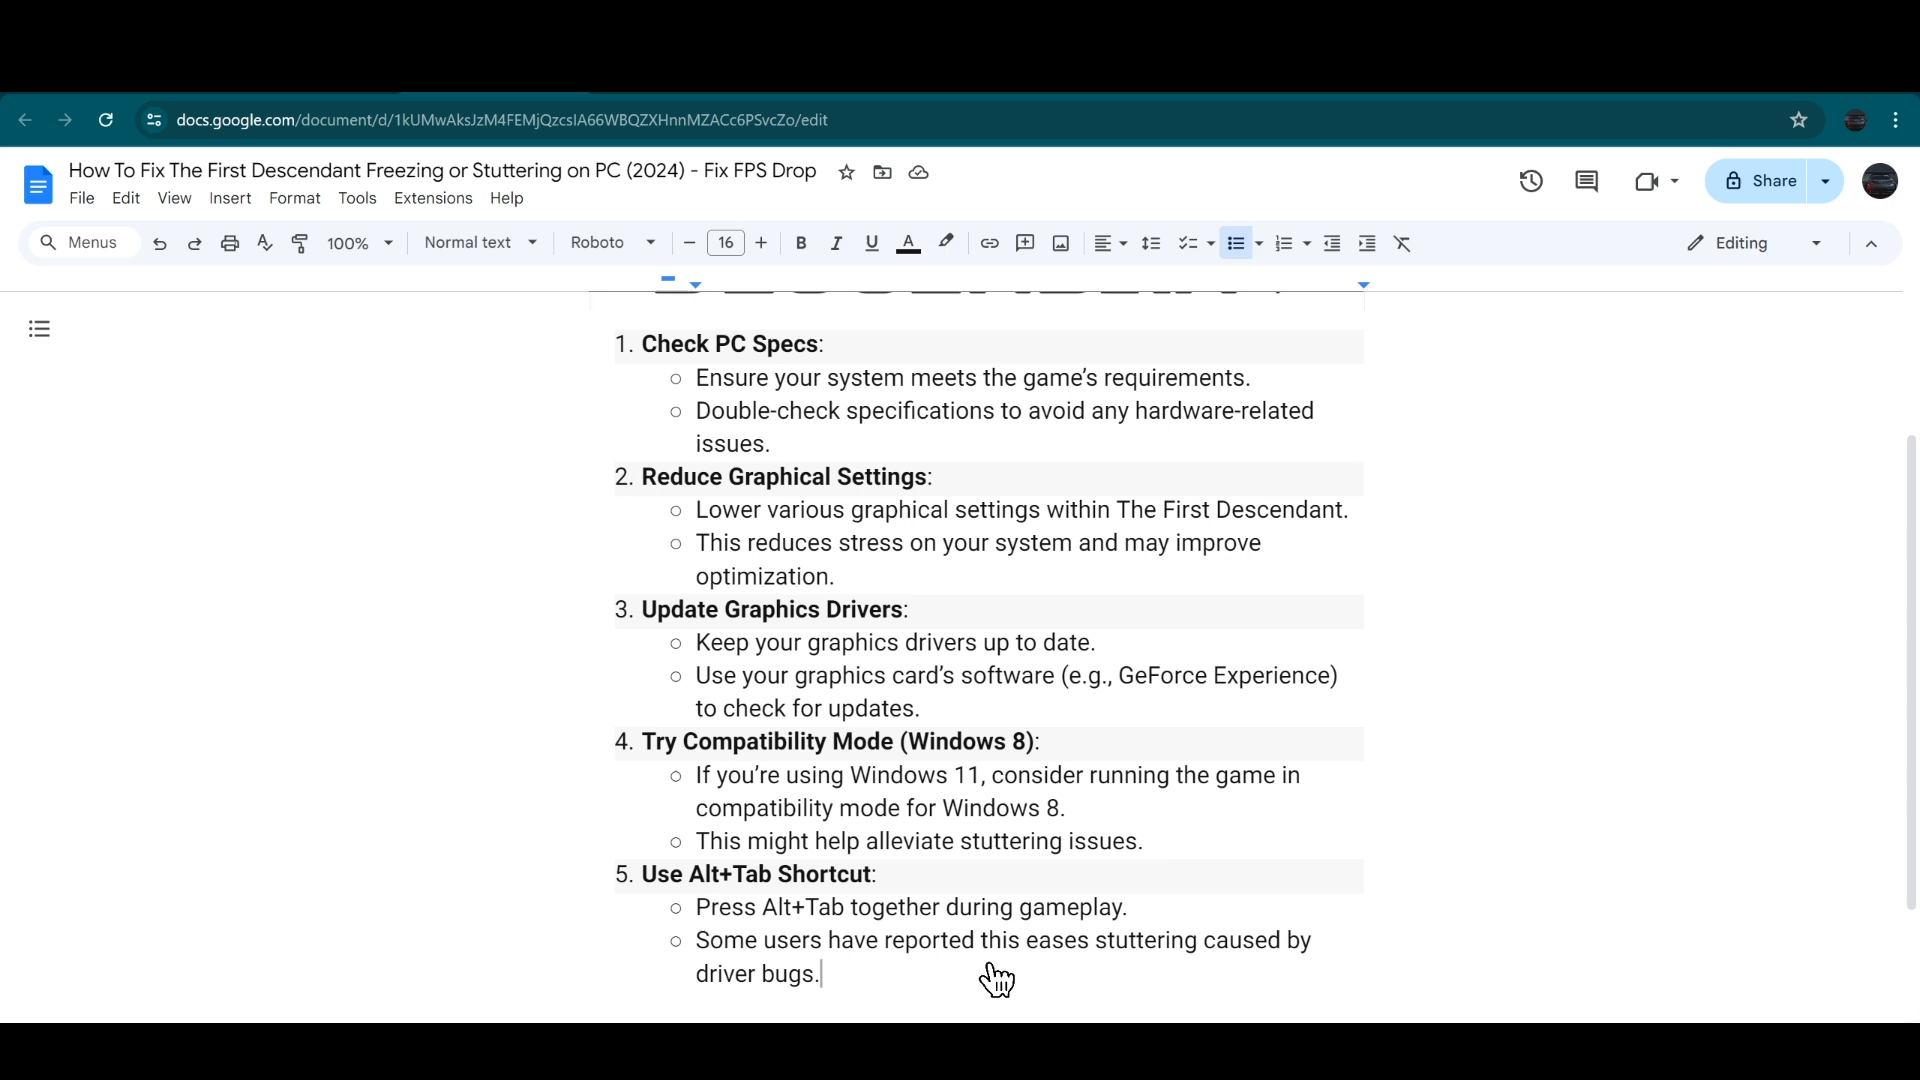 docs.google.com/document/d/1kUMwAksJzM4FEMjQzcsIA66WBQZXHnnMZACc6PSvcZo/edit
How To Fix The First Descendant Freezing or Stuttering on PC (2024) - Fix FPS Drop
File Edit View Insert Format Tools Extensions Help
Share
Menus 100% Normal text Roboto 16 B I U A Editing
1. Check PC Specs:
○ Ensure your system meets the game’s requirements.
○ Double-check specifications to avoid any hardware-related
issues.
2. Reduce Graphical Settings:
○ Lower various graphical settings within The First Descendant.
○ This reduces stress on your system and may improve
optimization.
3. Update Graphics Drivers:
○ Keep your graphics drivers up to date.
○ Use your graphics card’s software (e.g., GeForce Experience)
to check for updates.
4. Try Compatibility Mode (Windows 8):
○ If you’re using Windows 11, consider running the game in
compatibility mode for Windows 8.
○ This might help alleviate stuttering issues.
5. Use Alt+Tab Shortcut:
○ Press Alt+Tab together during gameplay.
○ Some users have reported this eases stuttering caused by
driver bugs.